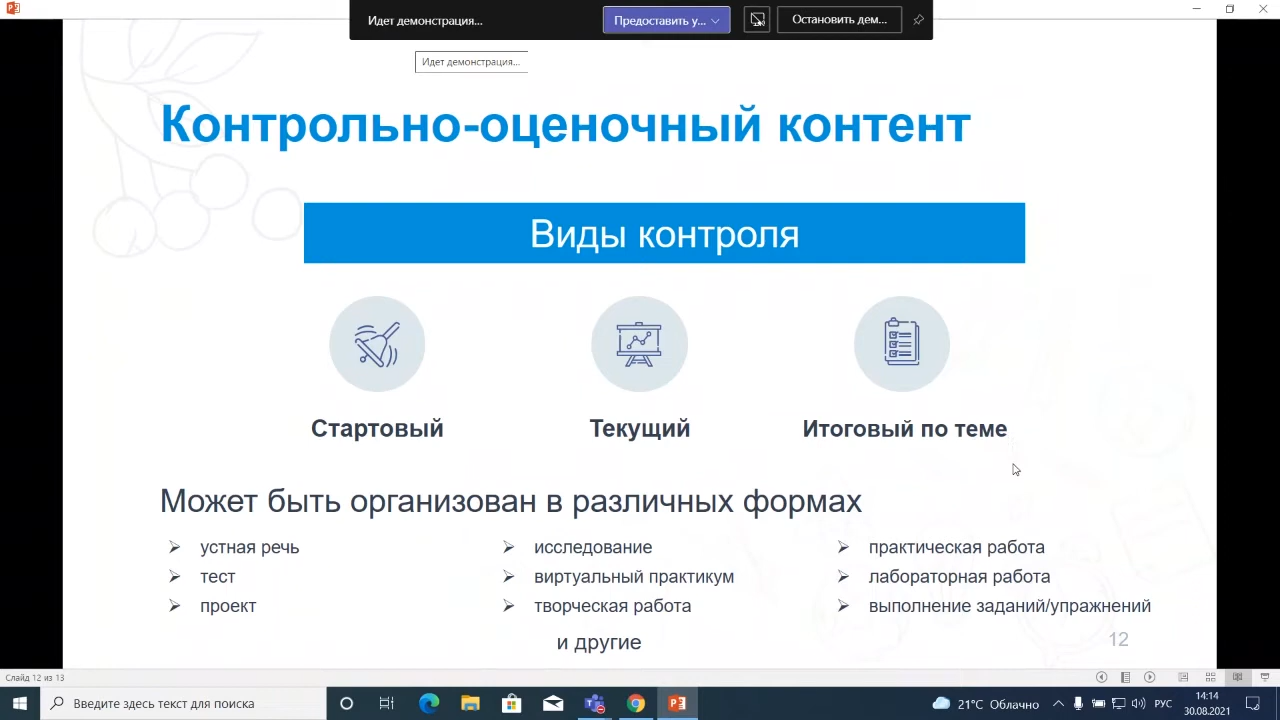 Идет демонстрация...
Предоставить у...
Остановить дем...
Идет демонстрация...
Контрольно-оценочный контент
Виды контроля
Стартовый
Текущий
Итоговый по теме
Может быть организован в различных формах
устная речь
тест
проект
исследование
виртуальный практикум
творческая работа
практическая работа
лабораторная работа
выполнение заданий/упражнений
и другие
12
Слайд 12 из 13
Введите здесь текст для поиска
21°C Облачно
РУС
14:14
30.08.2021